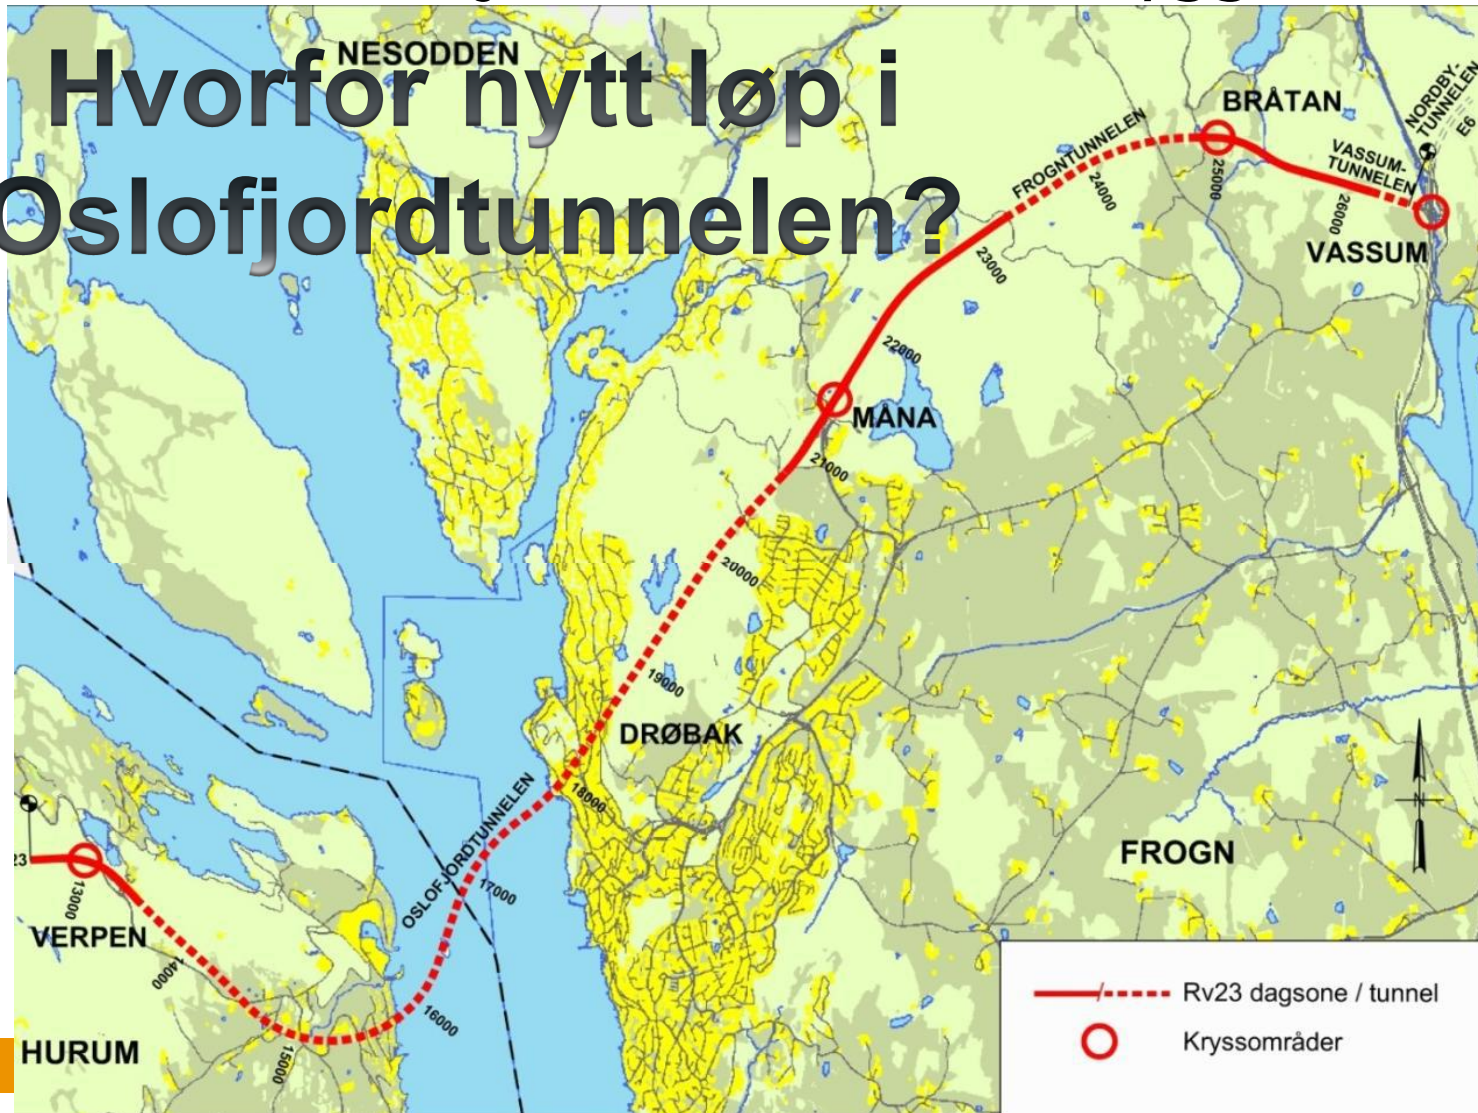 Hvorfor nytt løp i
Oslofjordtunnelen?
NESODDEN
BRÅTAN
NORDBY-
TUNNELEN
E6
FROGNTUNNELEN
VASSUM-
TUNNELEN
24000
25000
26000
VASSUM
23000
22000
MÅNA
21000
20000
19000
DRØBAK
OSLOFJORDTUNNELEN
18000
17000
FROGN
23
13000
VERPEN
14000
16000
15000
HURUM
N
Rv23 dagsone / tunnel
Kryssområder